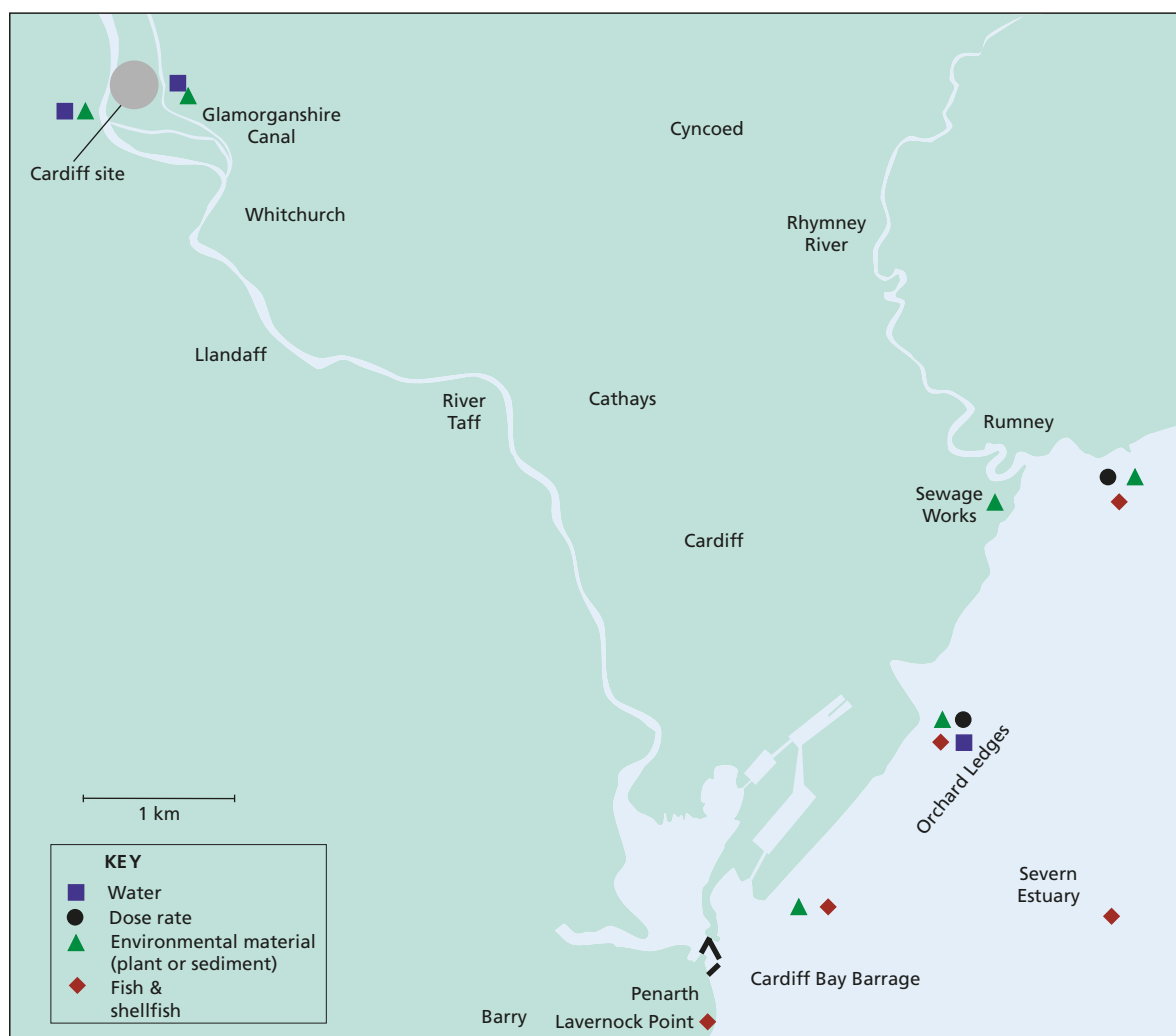 Glamorganshire
Canal
Cyncoed
Cardiff site
Whitchurch
Rhymney
River
Llandaff
River
Taff
Cathays
Rumney
Sewage
Works
Cardiff
Orchard Ledges
1 km
KEY
Water
Dose rate
Environmental material
(plant or sediment)
Fish &
shellfish
Severn
Estuary
Cardiff Bay Barrage
Penarth
Barry
Lavernock Point